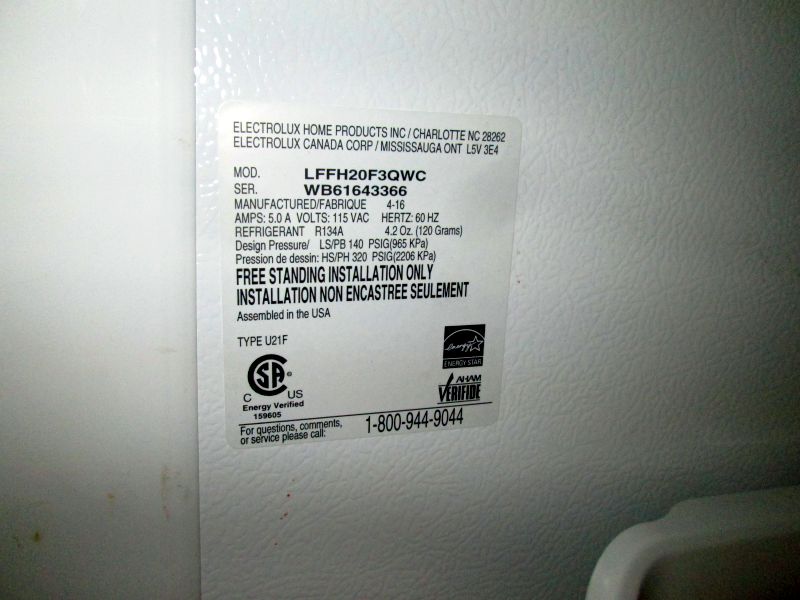 ELECTROLUX HOME PRODUCTS INC / CHARLOTTE NC 28262
ELECTROLUX CANADA CORP / MISSISSAUGA ONT L5V 3E4
MOD. LFFH20F3QWC
SER. WB61643366
MANUFACTURED/FABRIQUE 4-16
AMPS: 5.0 A VOLTS: 115 VAC HERTZ: 60 HZ
REFRIGERANT R134A 4.2 Oz. (120 Grams)
Design Pressure/ LS/PB 140 PSIG(965 KPa)
Pression de dessin: HS/PH 320 PSIG(2206 KPa)
FREE STANDING INSTALLATION ONLY
INSTALLATION NON ENCASTREE SEULEMENT
Assembled in the USA
TYPE U21F
energy
ENERGY STAR
CSA ®
C US
Energy Verified
159605
AHAM
VERIFIDE
For questions, comments,
or service please call: 1-800-944-9044